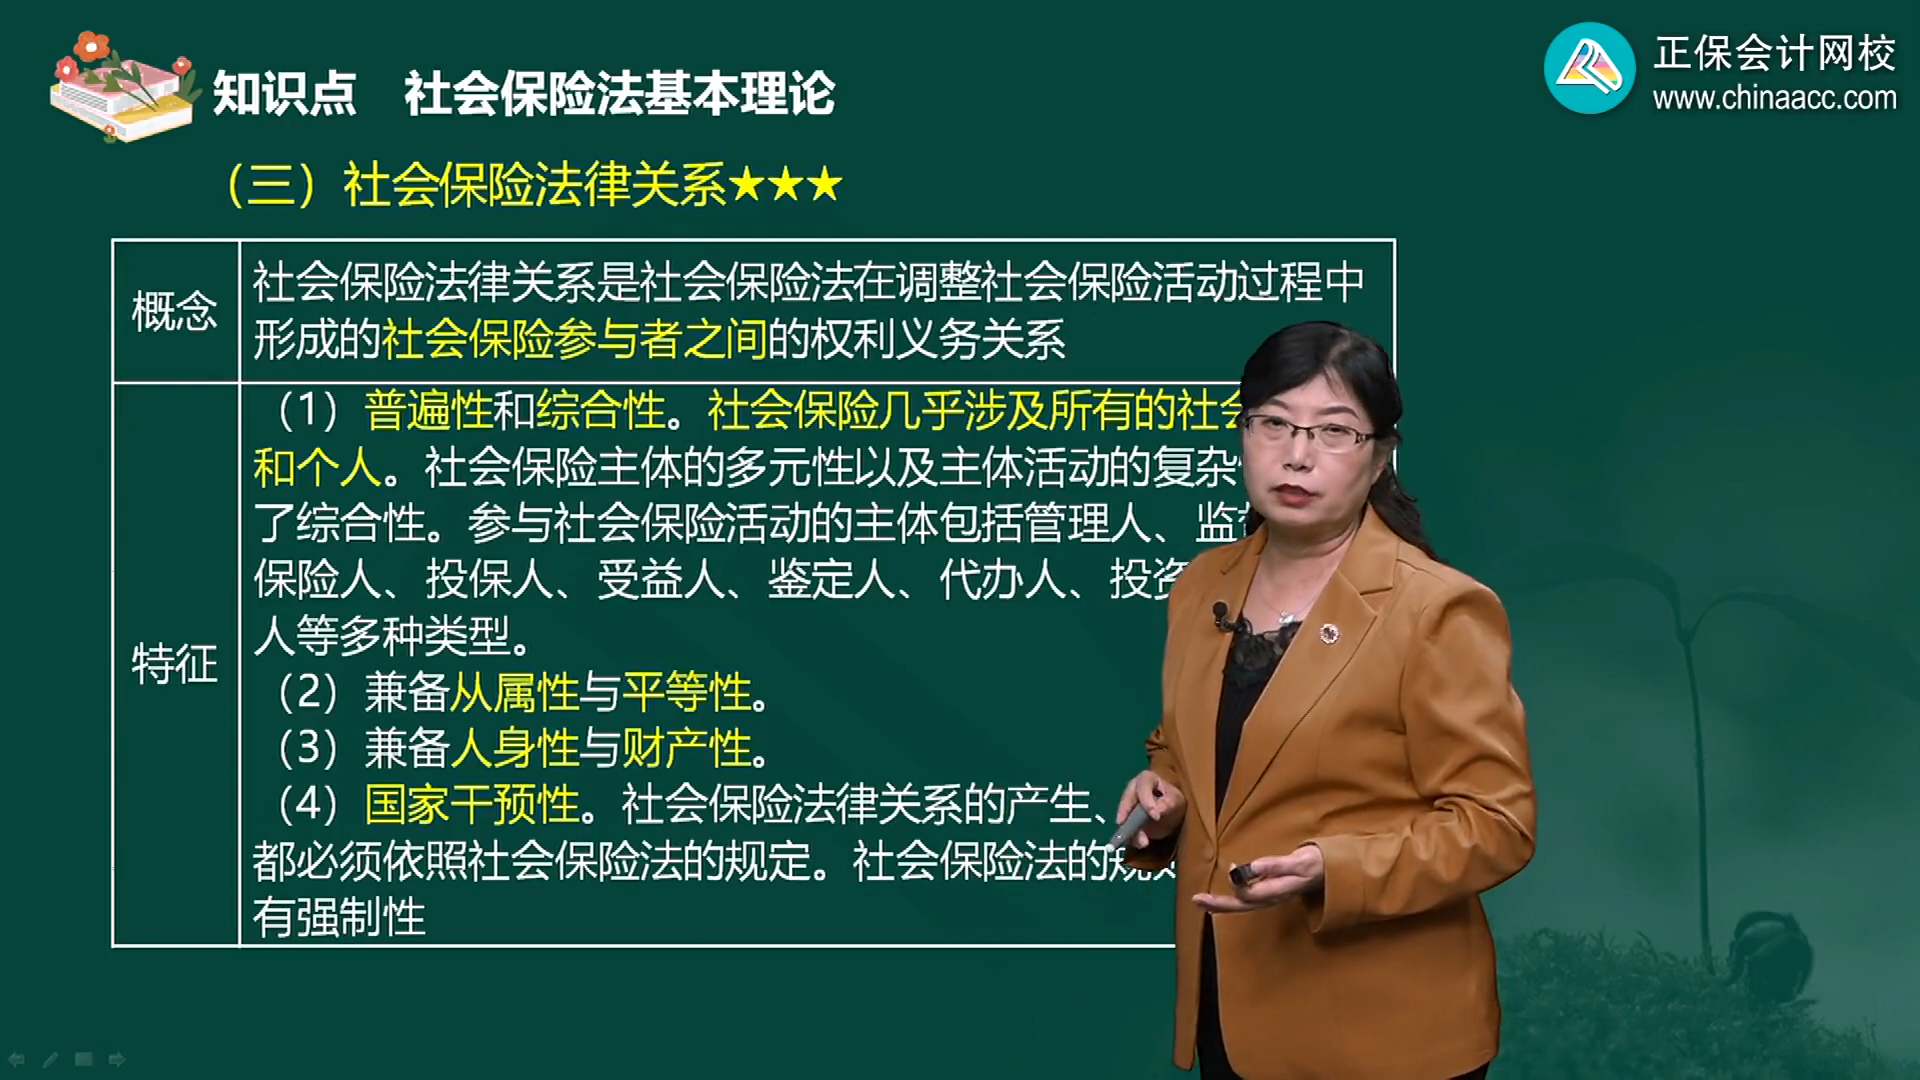 正保会计网校
www.chinaacc.com
知识点 社会保险法基本理论
（三）社会保险法律关系★★★
概念
社会保险法律关系是社会保险法在调整社会保险活动过程中
形成的社会保险参与者之间的权利义务关系
特征
（1）普遍性和综合性。社会保险几乎涉及所有的社会
和个人。社会保险主体的多元性以及主体活动的复杂
了综合性。参与社会保险活动的主体包括管理人、监
保险人、投保人、受益人、鉴定人、代办人、投资
人等多种类型。
（2）兼备从属性与平等性。
（3）兼备人身性与财产性。
（4）国家干预性。社会保险法律关系的产生、
都必须依照社会保险法的规定。社会保险法的规
有强制性